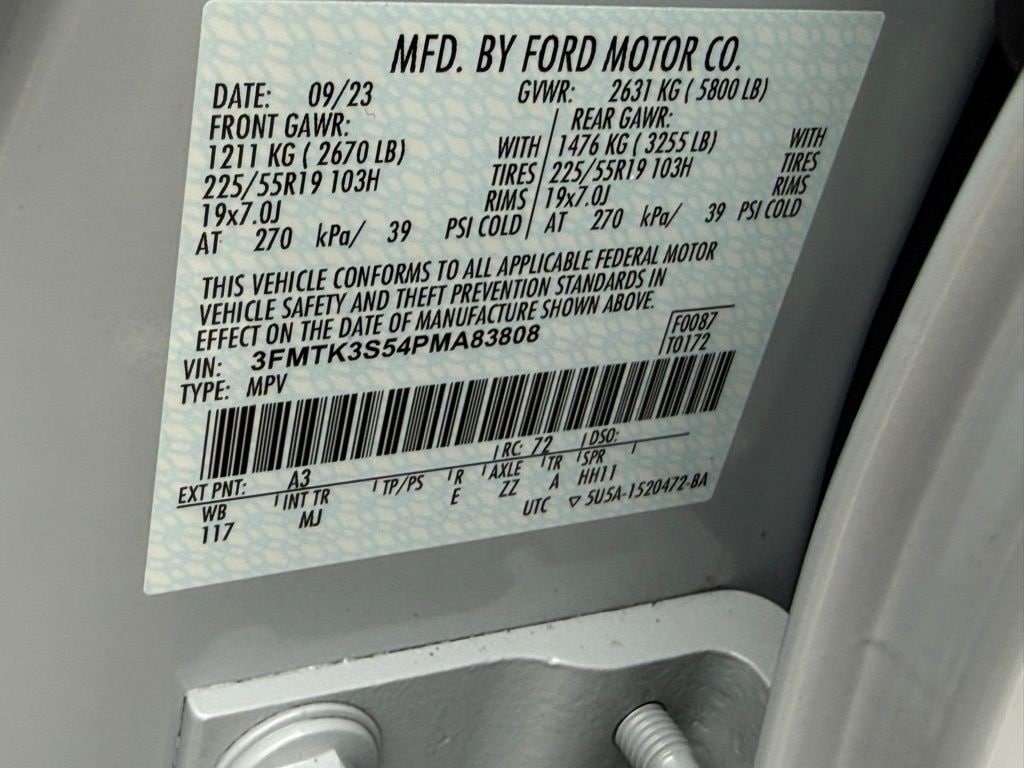 MFD. BY FORD MOTOR CO.
DATE: 09/23 GVWR: 2631 KG ( 5800 LB)
FRONT GAWR: REAR GAWR:
1211 KG ( 2670 LB) WITH 1476 KG ( 3255 LB) WITH
225/55R19 103H TIRES 225/55R19 103H TIRES
19x7.0J RIMS 19x7.0J RIMS
AT 270 kPa/ 39 PSI COLD AT 270 kPa/ 39 PSI COLD
THIS VEHICLE CONFORMS TO ALL APPLICABLE FEDERAL MOTOR
VEHICLE SAFETY AND THEFT PREVENTION STANDARDS IN
EFFECT ON THE DATE OF MANUFACTURE SHOWN ABOVE.
VIN: 3FMTK3S54PMA83808 F0087
TYPE: MPV T0172
EXT PNT: A3 RC: 72 DSO:
WB INT TR TP/PS R AXLE TR SPR
117 MJ E ZZ A HH11
UTC ▽ 5U5A-1520472-BA